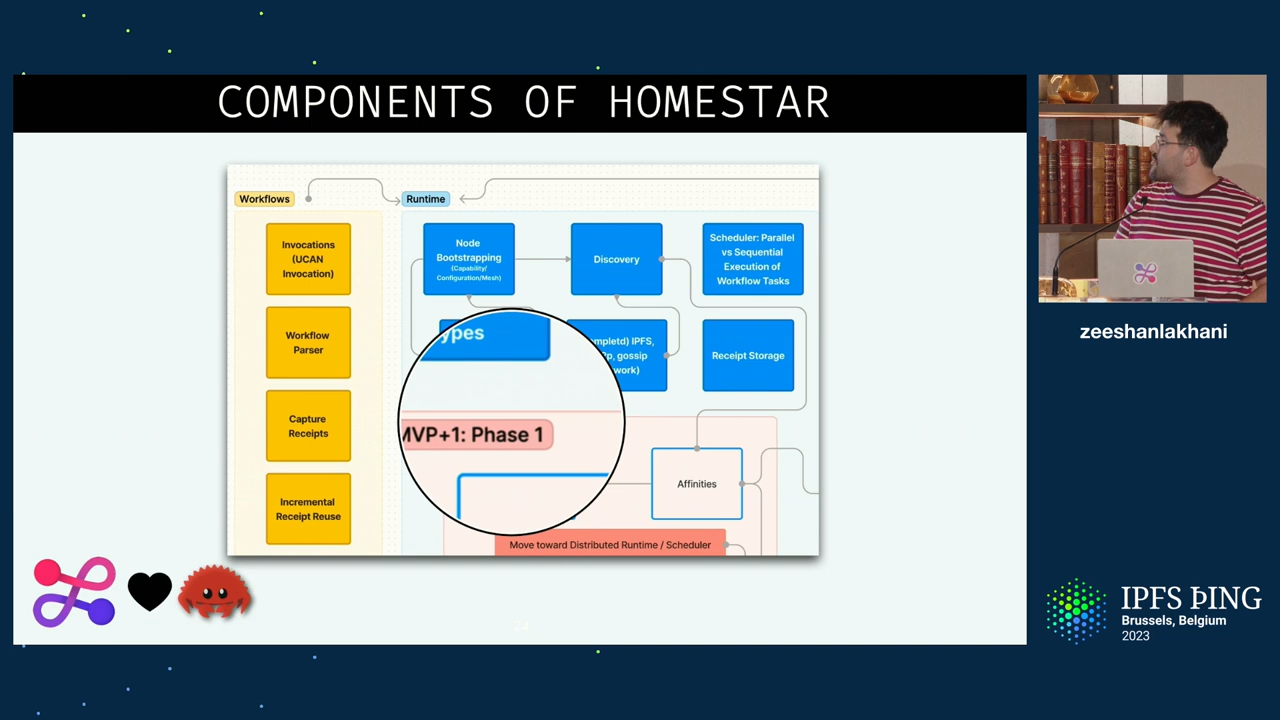 COMPONENTS OF HOMESTAR
Workflows
Runtime
Invocations
(UCAN
Invocation)
Node
Bootstrapping
(Capability/
Configuration/Mesh)
Discovery
Scheduler: Parallel
vs Sequential
Execution of
Workflow Tasks
Workflow
Parser
ypes
mpletd) IPFS,
p, gossip
work)
Receipt Storage
Capture
Receipts
MVP+1: Phase 1
Affinities
Incremental
Receipt Reuse
Move toward Distributed Runtime / Scheduler
24
zeeshanlakhani
IPFS ÞING
Brussels, Belgium
2023